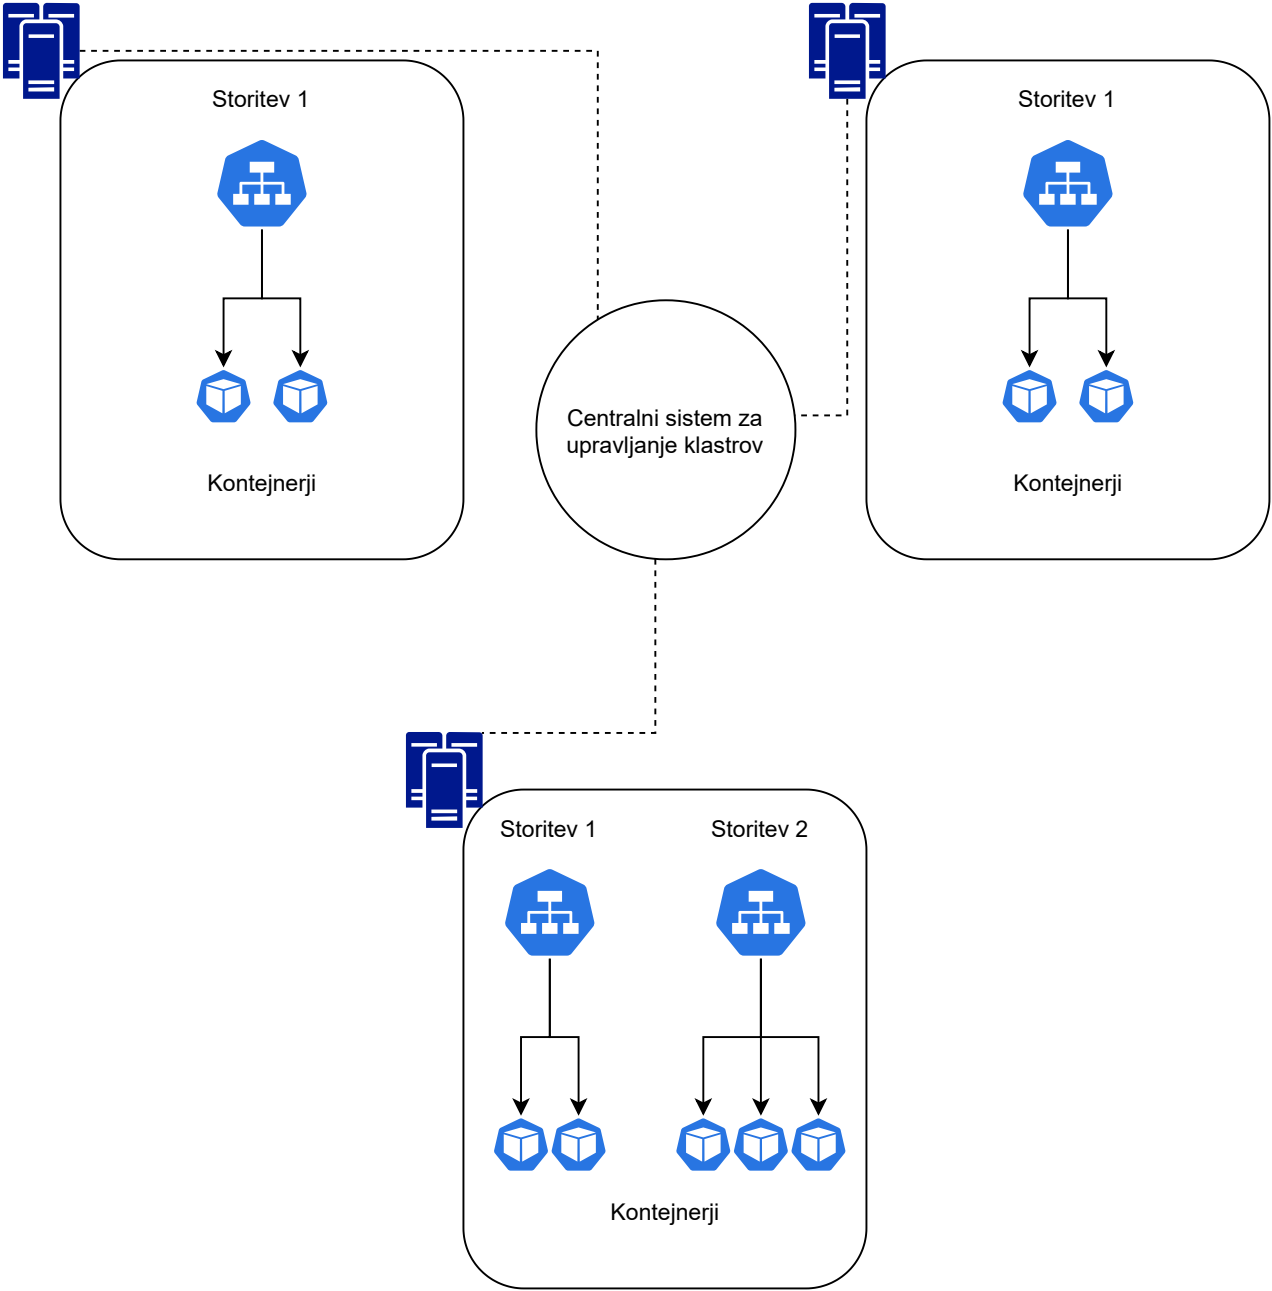 Storitev 1
Kontejnerji
Storitev 1
Kontejnerji
Centralni sistem za
upravljanje klastrov
Storitev 1
Storitev 2
Kontejnerji